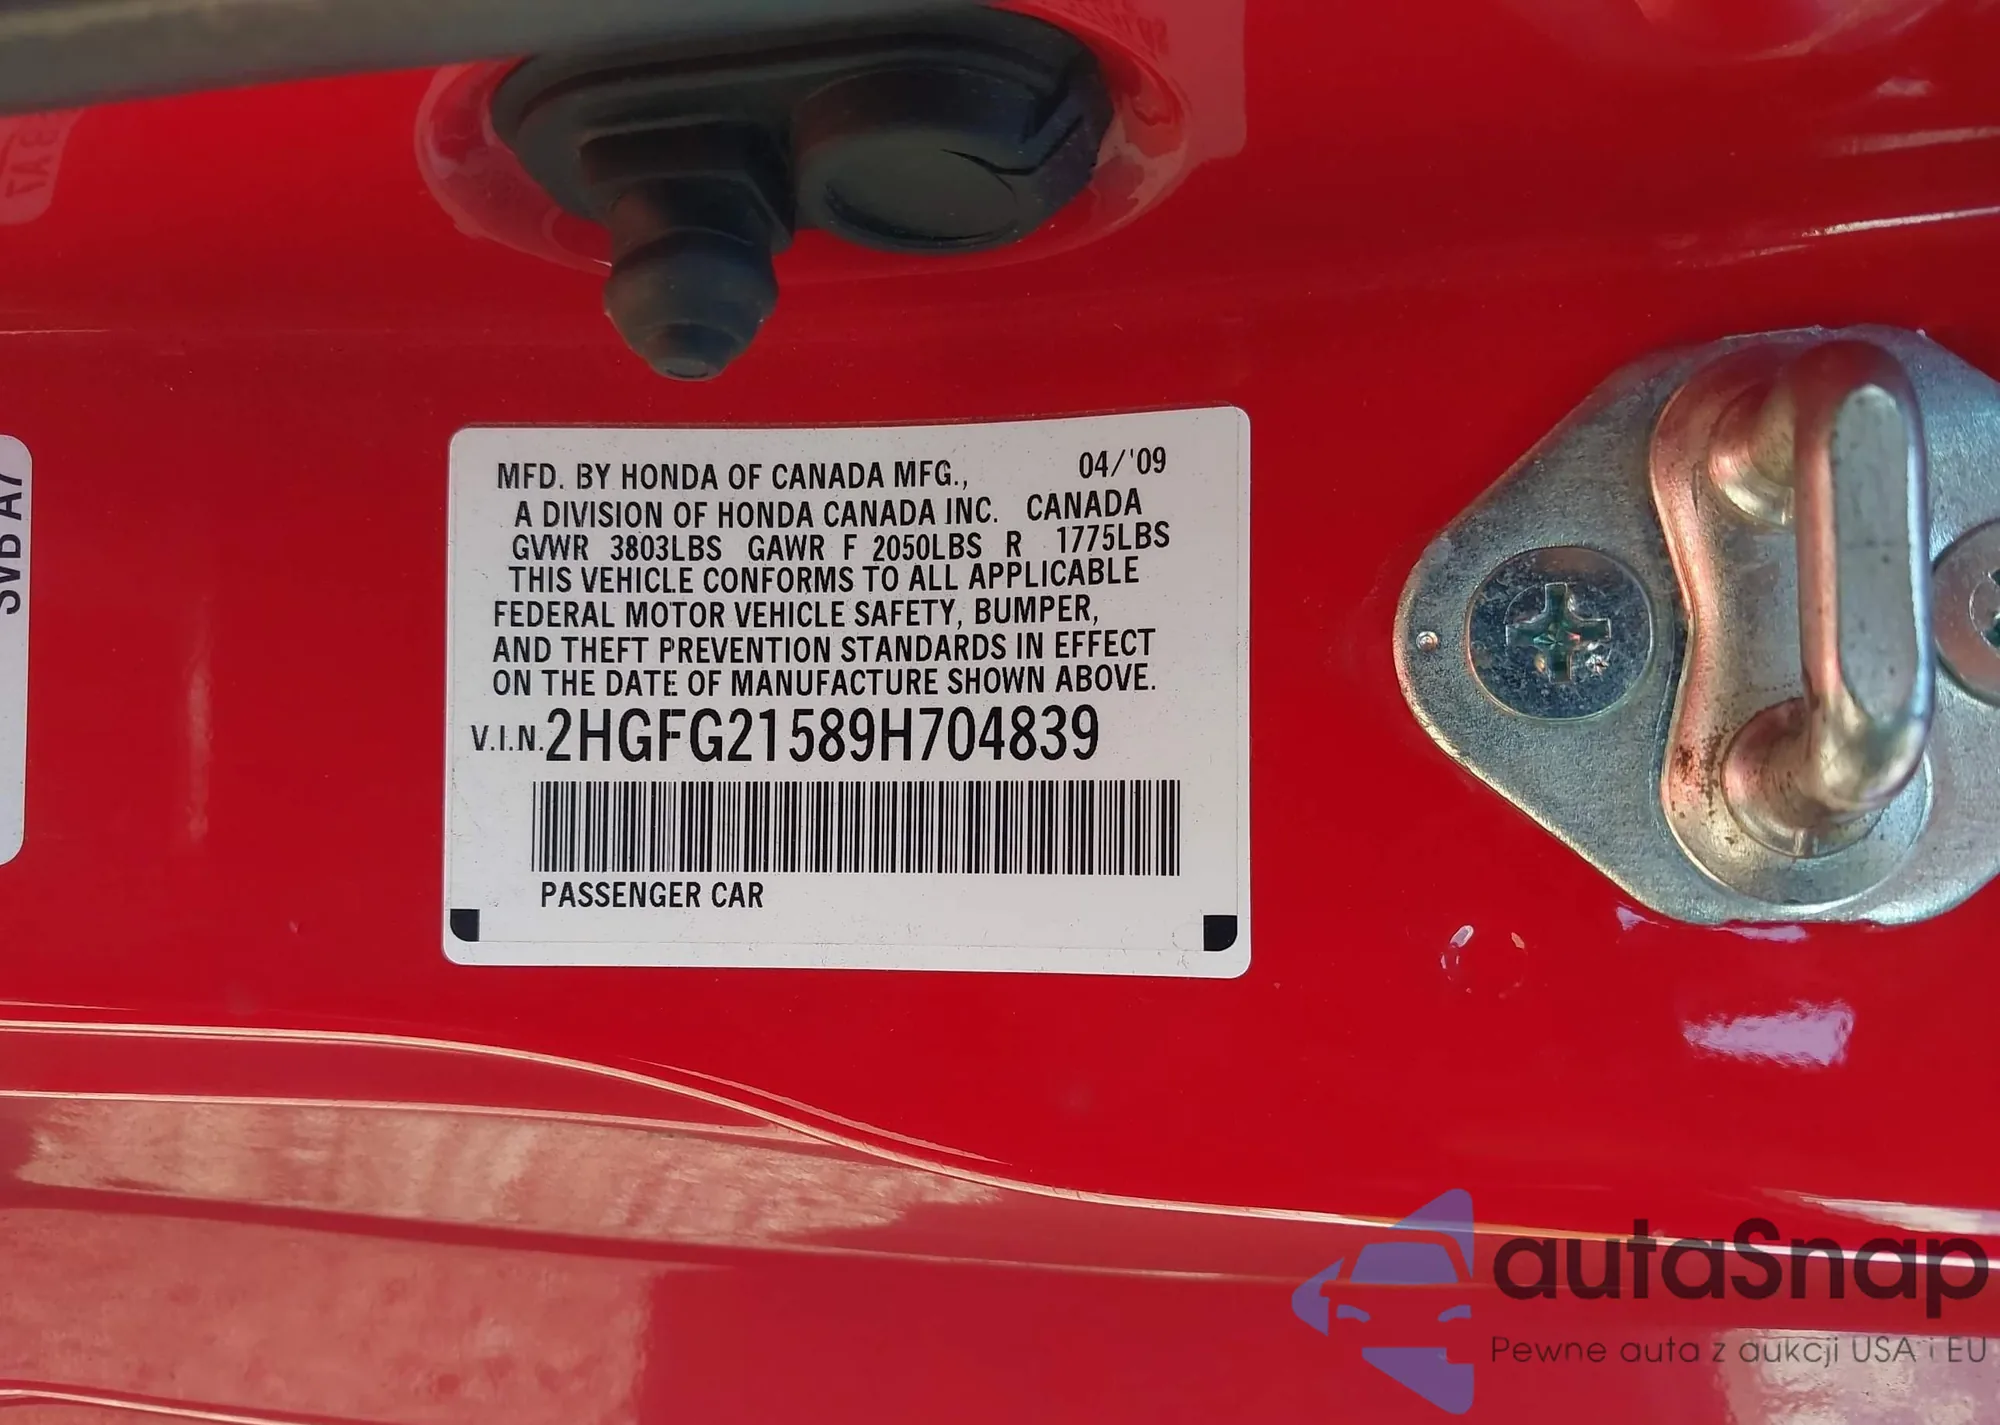 MFD. BY HONDA OF CANADA MFG., 04/'09
A DIVISION OF HONDA CANADA INC. CANADA
GVWR 3803LBS GAWR F 2050LBS R 1775LBS
THIS VEHICLE CONFORMS TO ALL APPLICABLE
FEDERAL MOTOR VEHICLE SAFETY, BUMPER,
AND THEFT PREVENTION STANDARDS IN EFFECT
ON THE DATE OF MANUFACTURE SHOWN ABOVE.
V.I.N. 2HGFG21589H704839
PASSENGER CAR
autaSnap
Pewne auta z aukcji USA i EU